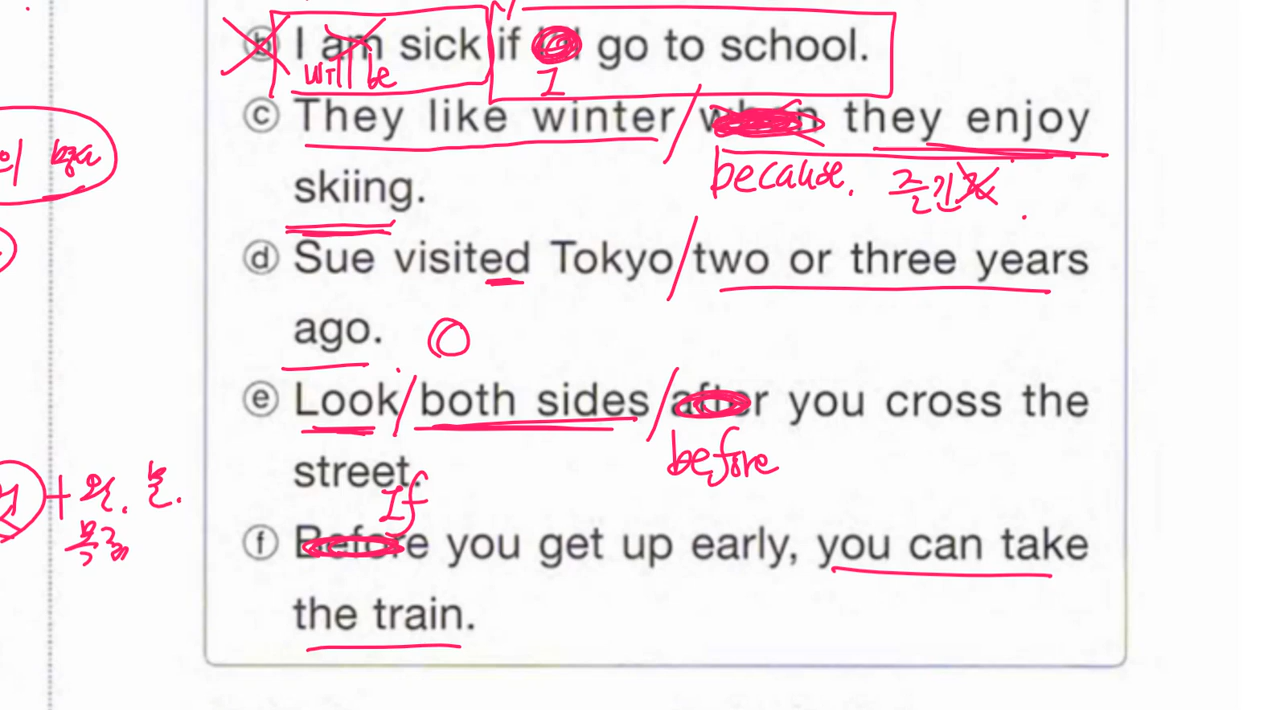 ⓑ I am sick if go to school.
will be I
ⓒ They like winter / when they enjoy
because. 즐긴
skiing.
ⓓ Sue visited Tokyo / two or three years
ago.
ⓔ Look / both sides / after you cross the
before
street.
If
ⓕ Before you get up early, you can take
the train.